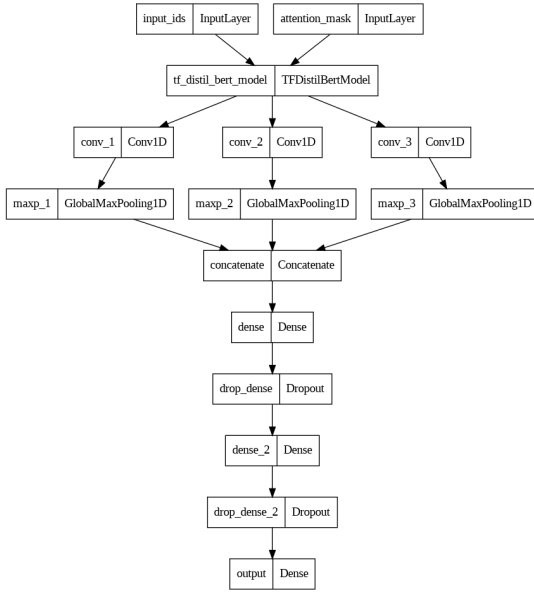 input_ids InputLayer attention_mask InputLayer
tf_distil_bert_model TFDistilBertModel
conv_1 Conv1D conv_2 Conv1D conv_3 Conv1D
maxp_1 GlobalMaxPooling1D maxp_2 GlobalMaxPooling1D maxp_3 GlobalMaxPooling1D
concatenate Concatenate
dense Dense
drop_dense Dropout
dense_2 Dense
drop_dense_2 Dropout
output Dense